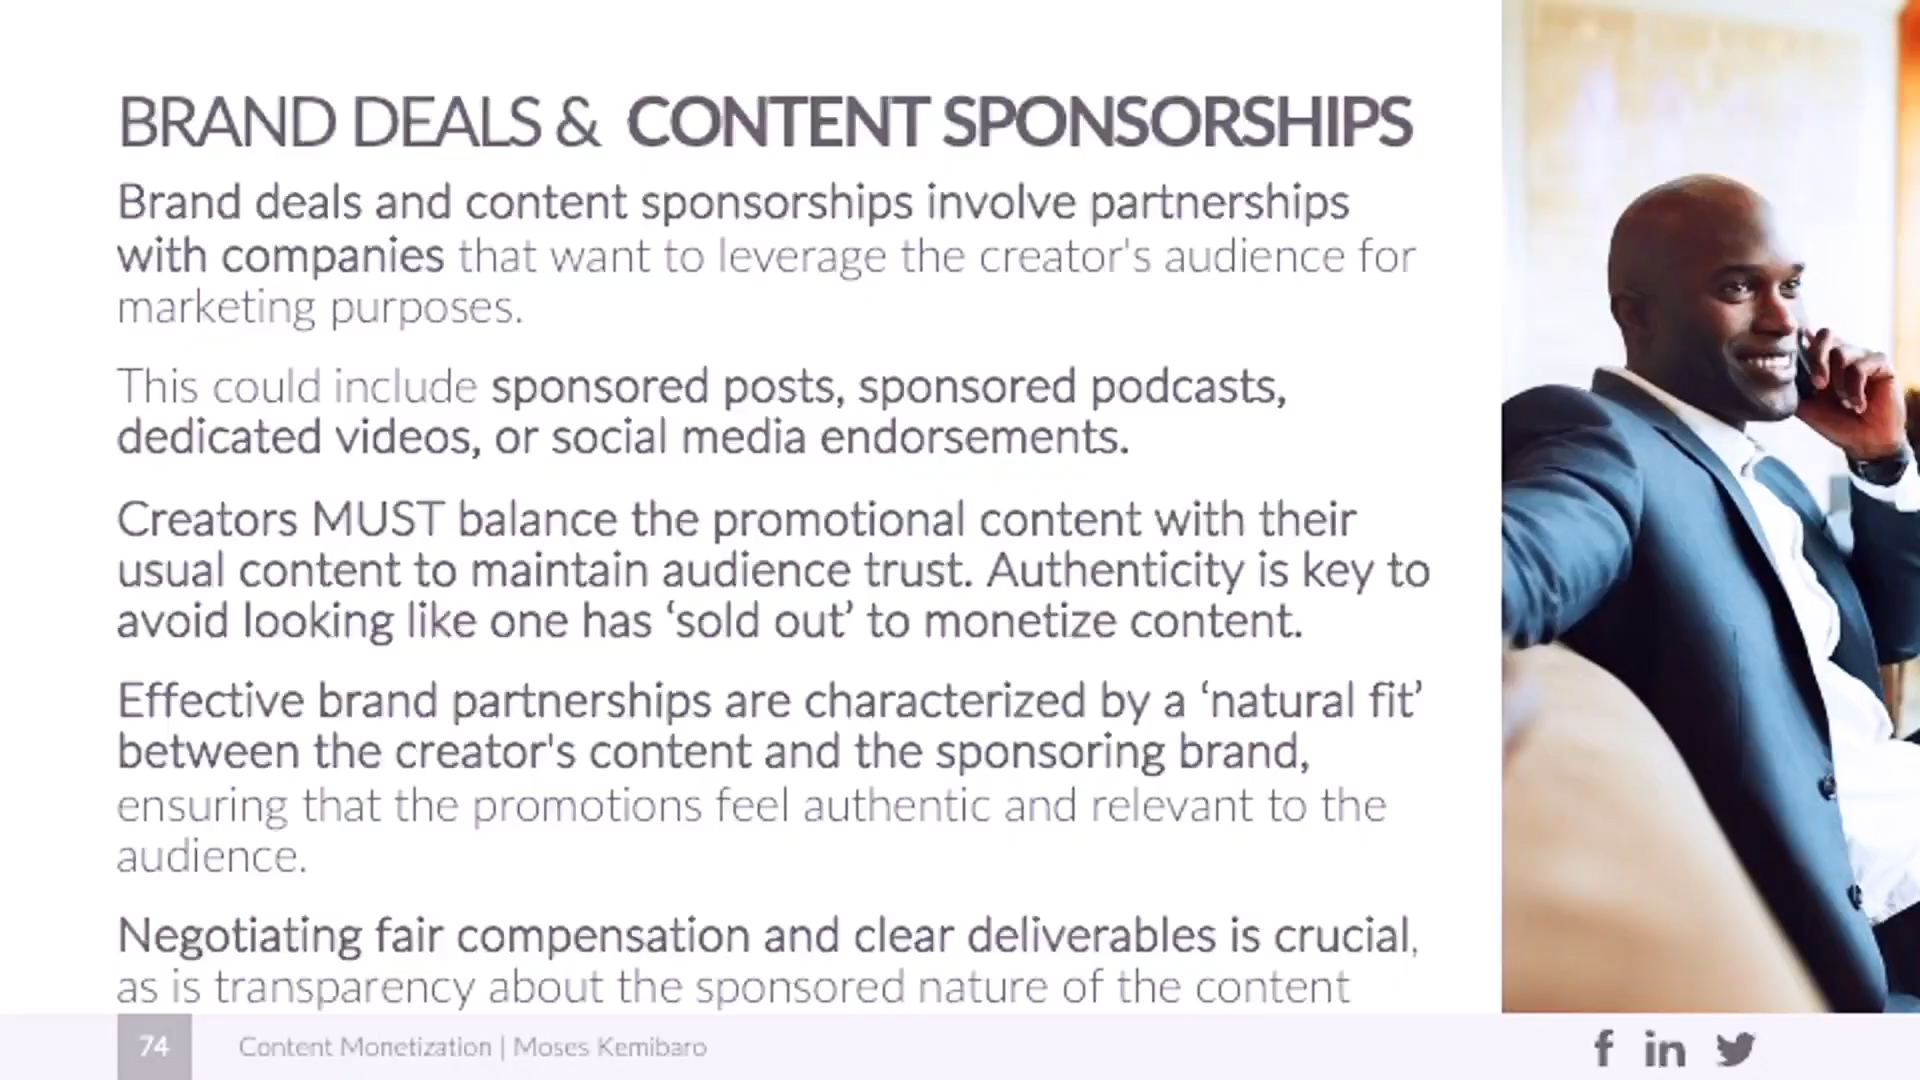 BRAND DEALS & CONTENT SPONSORSHIPS
Brand deals and content sponsorships involve partnerships
with companies that want to leverage the creator's audience for
marketing purposes.
This could include sponsored posts, sponsored podcasts,
dedicated videos, or social media endorsements.
Creators MUST balance the promotional content with their
usual content to maintain audience trust. Authenticity is key to
avoid looking like one has ‘sold out’ to monetize content.
Effective brand partnerships are characterized by a ‘natural fit’
between the creator's content and the sponsoring brand,
ensuring that the promotions feel authentic and relevant to the
audience.
Negotiating fair compensation and clear deliverables is crucial,
as is transparency about the sponsored nature of the content
74 Content Monetization | Moses Kemibaro
f in